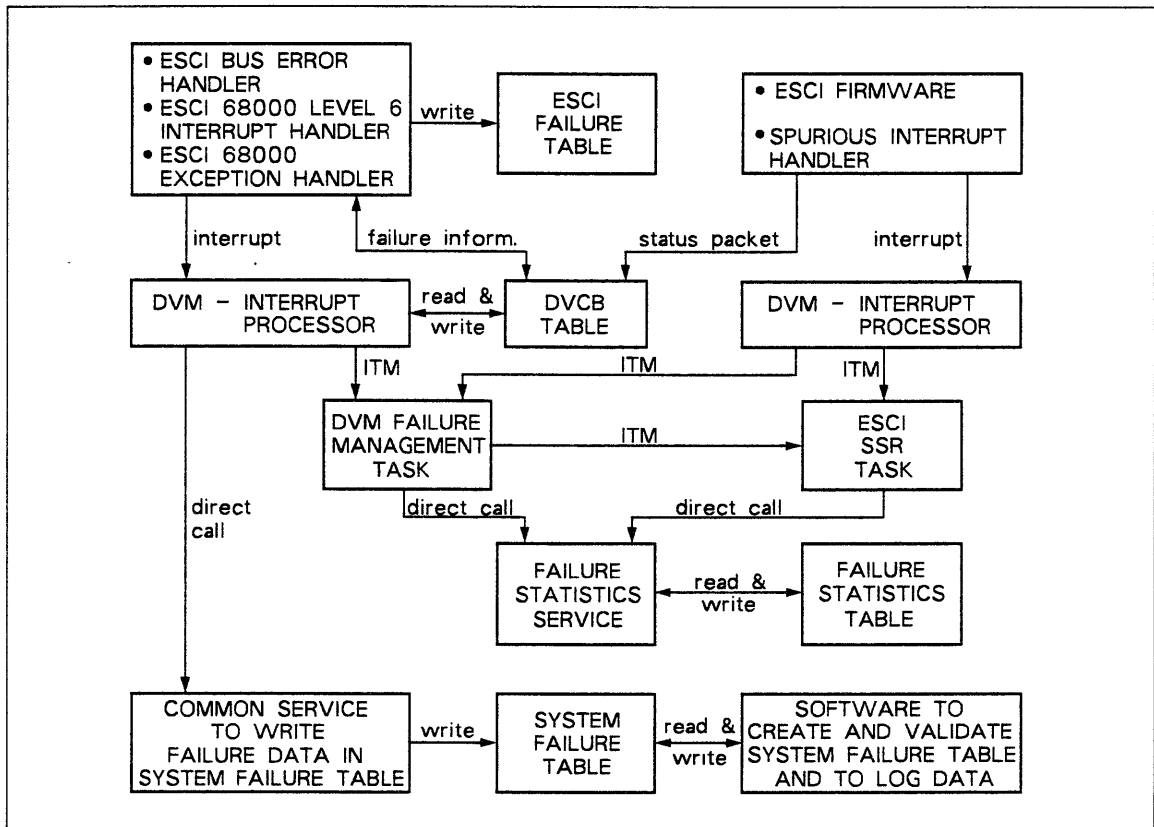 • ESCI BUS ERROR
HANDLER
• ESCI 68000 LEVEL 6
INTERRUPT HANDLER
• ESCI 68000
EXCEPTION HANDLER
write
ESCI
FAILURE
TABLE
• ESCI FIRMWARE
• SPURIOUS INTERRUPT
HANDLER
interrupt
failure inform.
status packet
interrupt
DVM - INTERRUPT
PROCESSOR
read &
write
DVCB
TABLE
DVM - INTERRUPT
PROCESSOR
ITM
ITM
ITM
DVM FAILURE
MANAGEMENT
TASK
ITM
ESCI
SSR
TASK
direct
call
direct call
direct call
FAILURE
STATISTICS
SERVICE
read &
write
FAILURE
STATISTICS
TABLE
COMMON SERVICE
TO WRITE
FAILURE DATA IN
SYSTEM FAILURE TABLE
write
SYSTEM
FAILURE
TABLE
read &
write
SOFTWARE TO
CREATE AND VALIDATE
SYSTEM FAILURE TABLE
AND TO LOG DATA